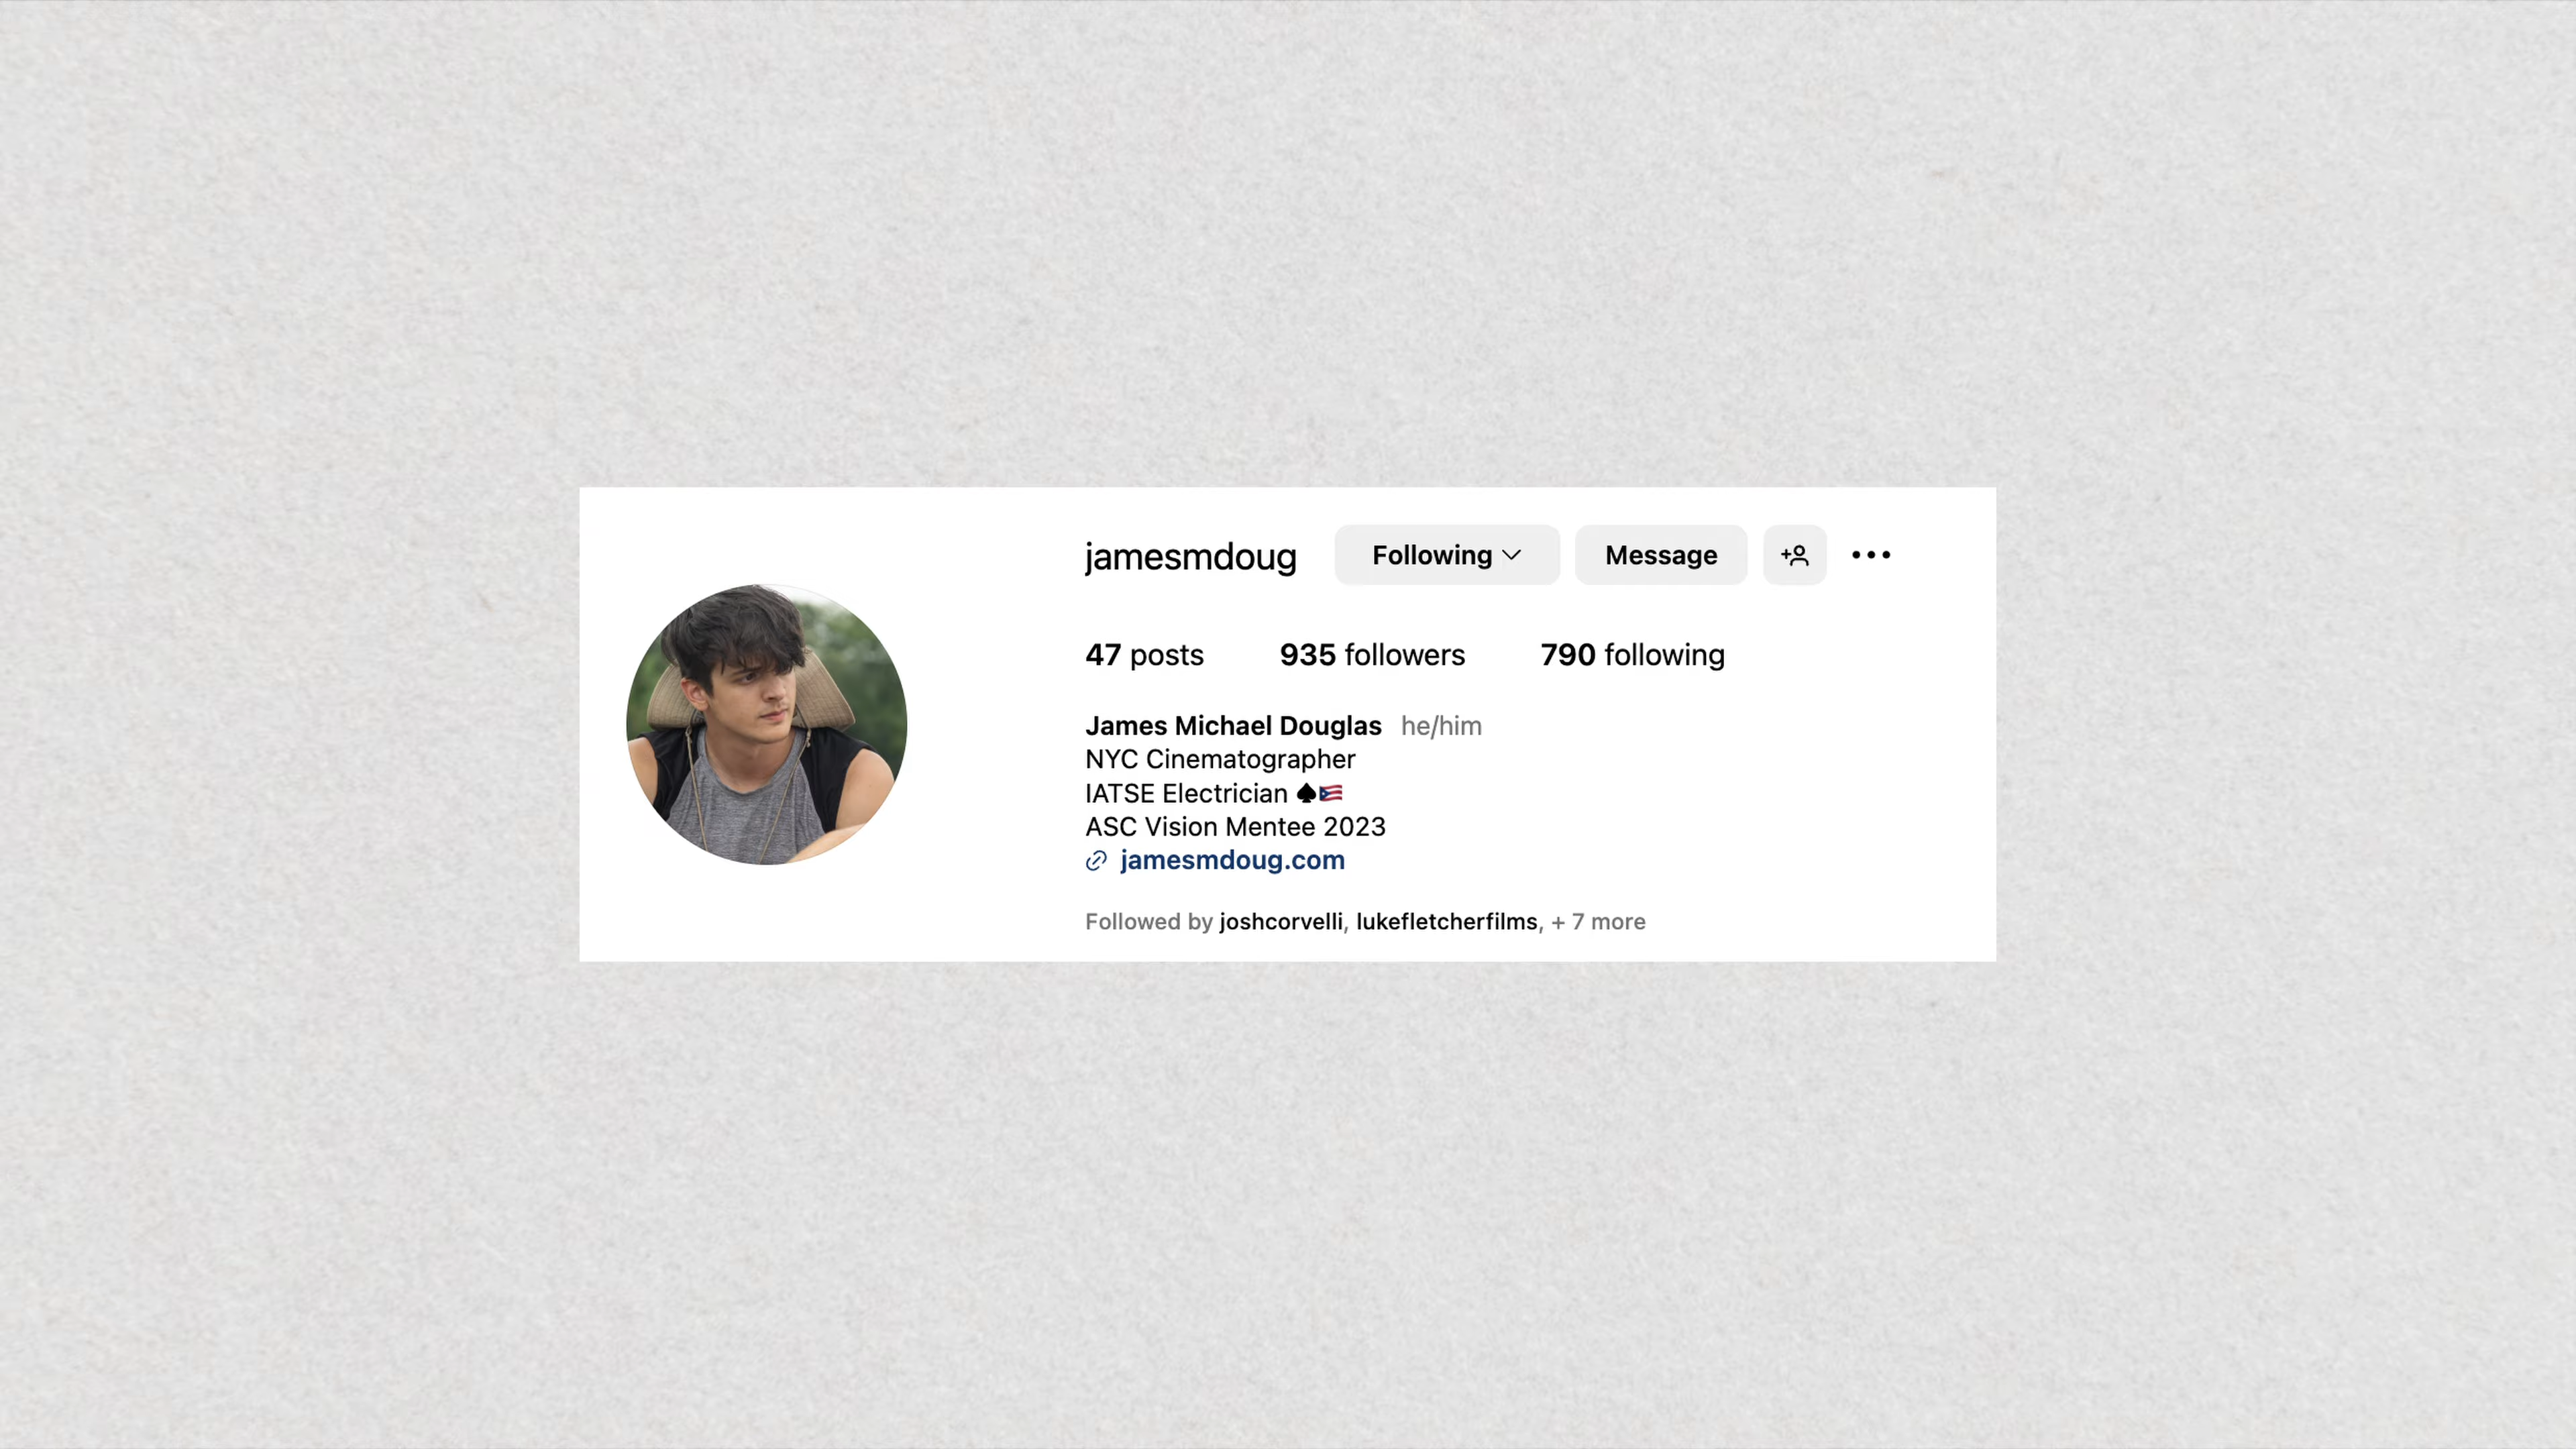 jamesmdoug Following Message
47 posts 935 followers 790 following
James Michael Douglas he/him
NYC Cinematographer
IATSE Electrician ♠️🇵🇷
ASC Vision Mentee 2023
jamesmdoug.com
Followed by joshcorvelli, lukefletcherfilms, + 7 more